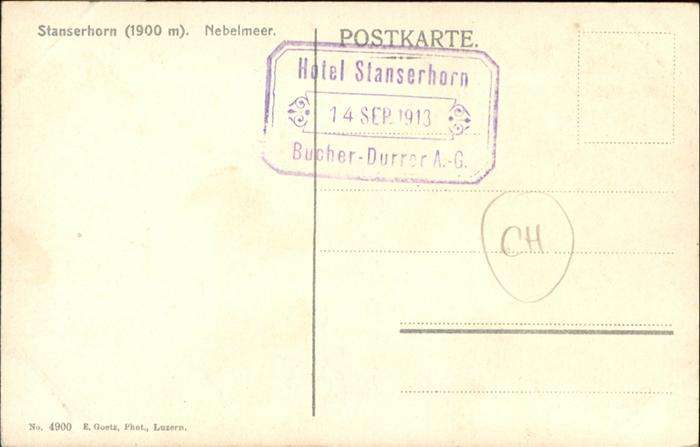 Stanserhorn (1900 m). Nebelmeer.
POSTKARTE.
Hotel Stanserhorn
14 SEP. 1913
Bucher-Durrer A.-G.
CH
No. 4900 E. Goetz, Phot., Luzern.